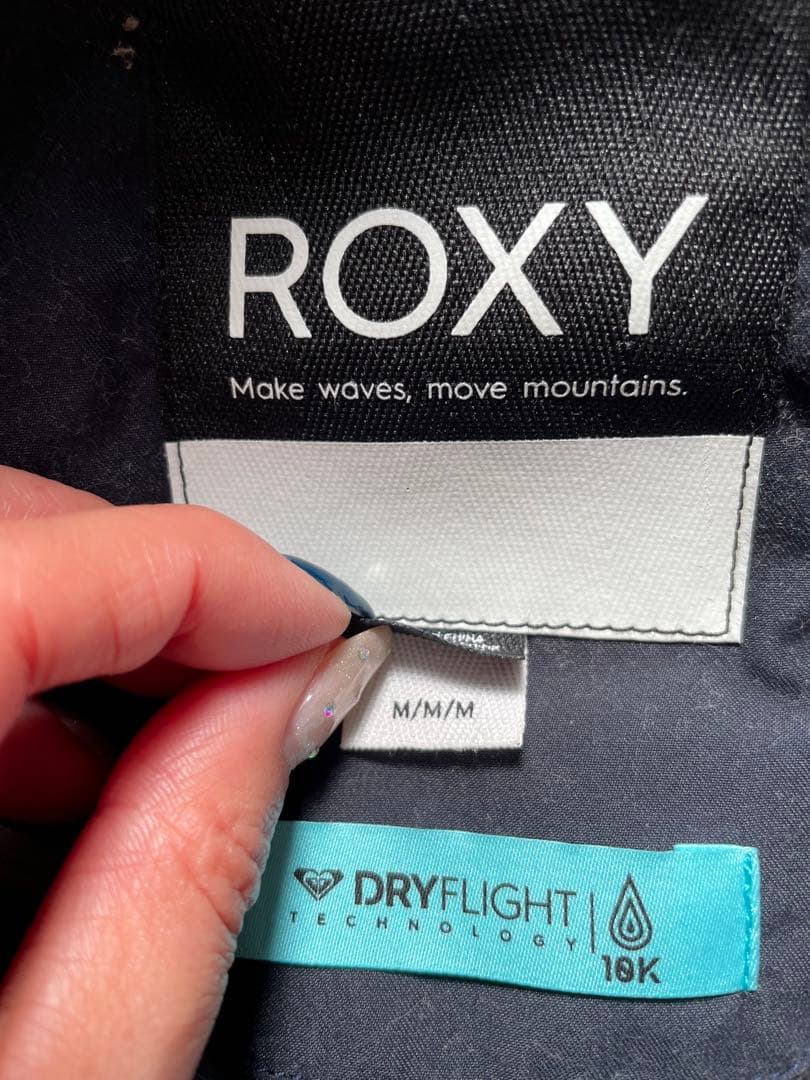 ROXY
Make waves, move mountains.
M/M/M
DRYFLIGHT
TECHNOLOGY
10K